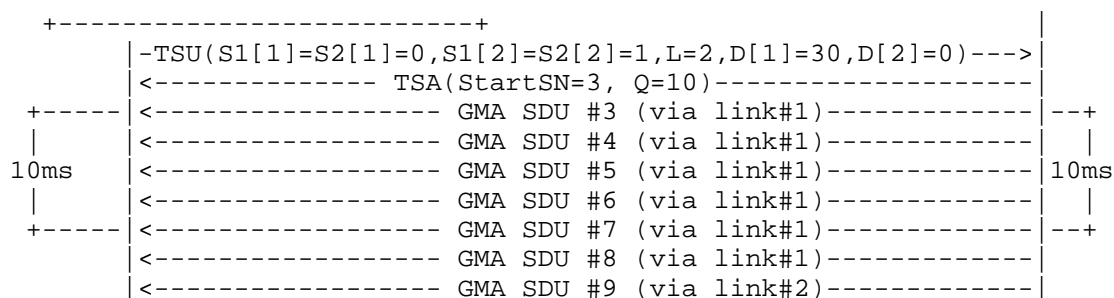 +---------------------------+                                  |
|-TSU(S1[1]=S2[1]=0,S1[2]=S2[2]=1,L=2,D[1]=30,D[2]=0)--->|
|<--------------- TSA(StartSN=3, Q=10)--------------------|
+-----|<------------------ GMA SDU #3 (via link#1)-------------|--+
|     |<------------------ GMA SDU #4 (via link#1)-------------|  |
10ms   |<------------------ GMA SDU #5 (via link#1)-------------|10ms
|     |<------------------ GMA SDU #6 (via link#1)-------------|  |
+-----|<------------------ GMA SDU #7 (via link#1)-------------|--+
|<------------------ GMA SDU #8 (via link#1)-------------|
|<------------------ GMA SDU #9 (via link#2)-------------|